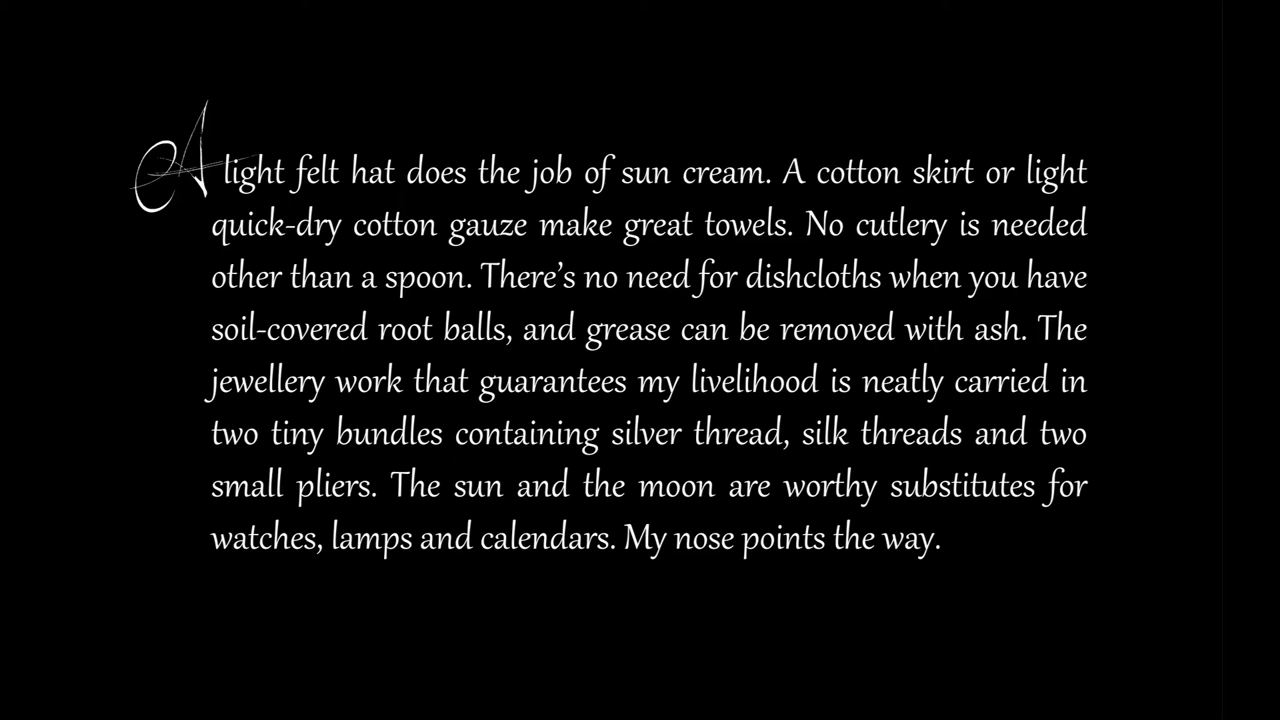 A light felt hat does the job of sun cream. A cotton skirt or light
quick-dry cotton gauze make great towels. No cutlery is needed
other than a spoon. There’s no need for dishcloths when you have
soil-covered root balls, and grease can be removed with ash. The
jewellery work that guarantees my livelihood is neatly carried in
two tiny bundles containing silver thread, silk threads and two
small pliers. The sun and the moon are worthy substitutes for
watches, lamps and calendars. My nose points the way.